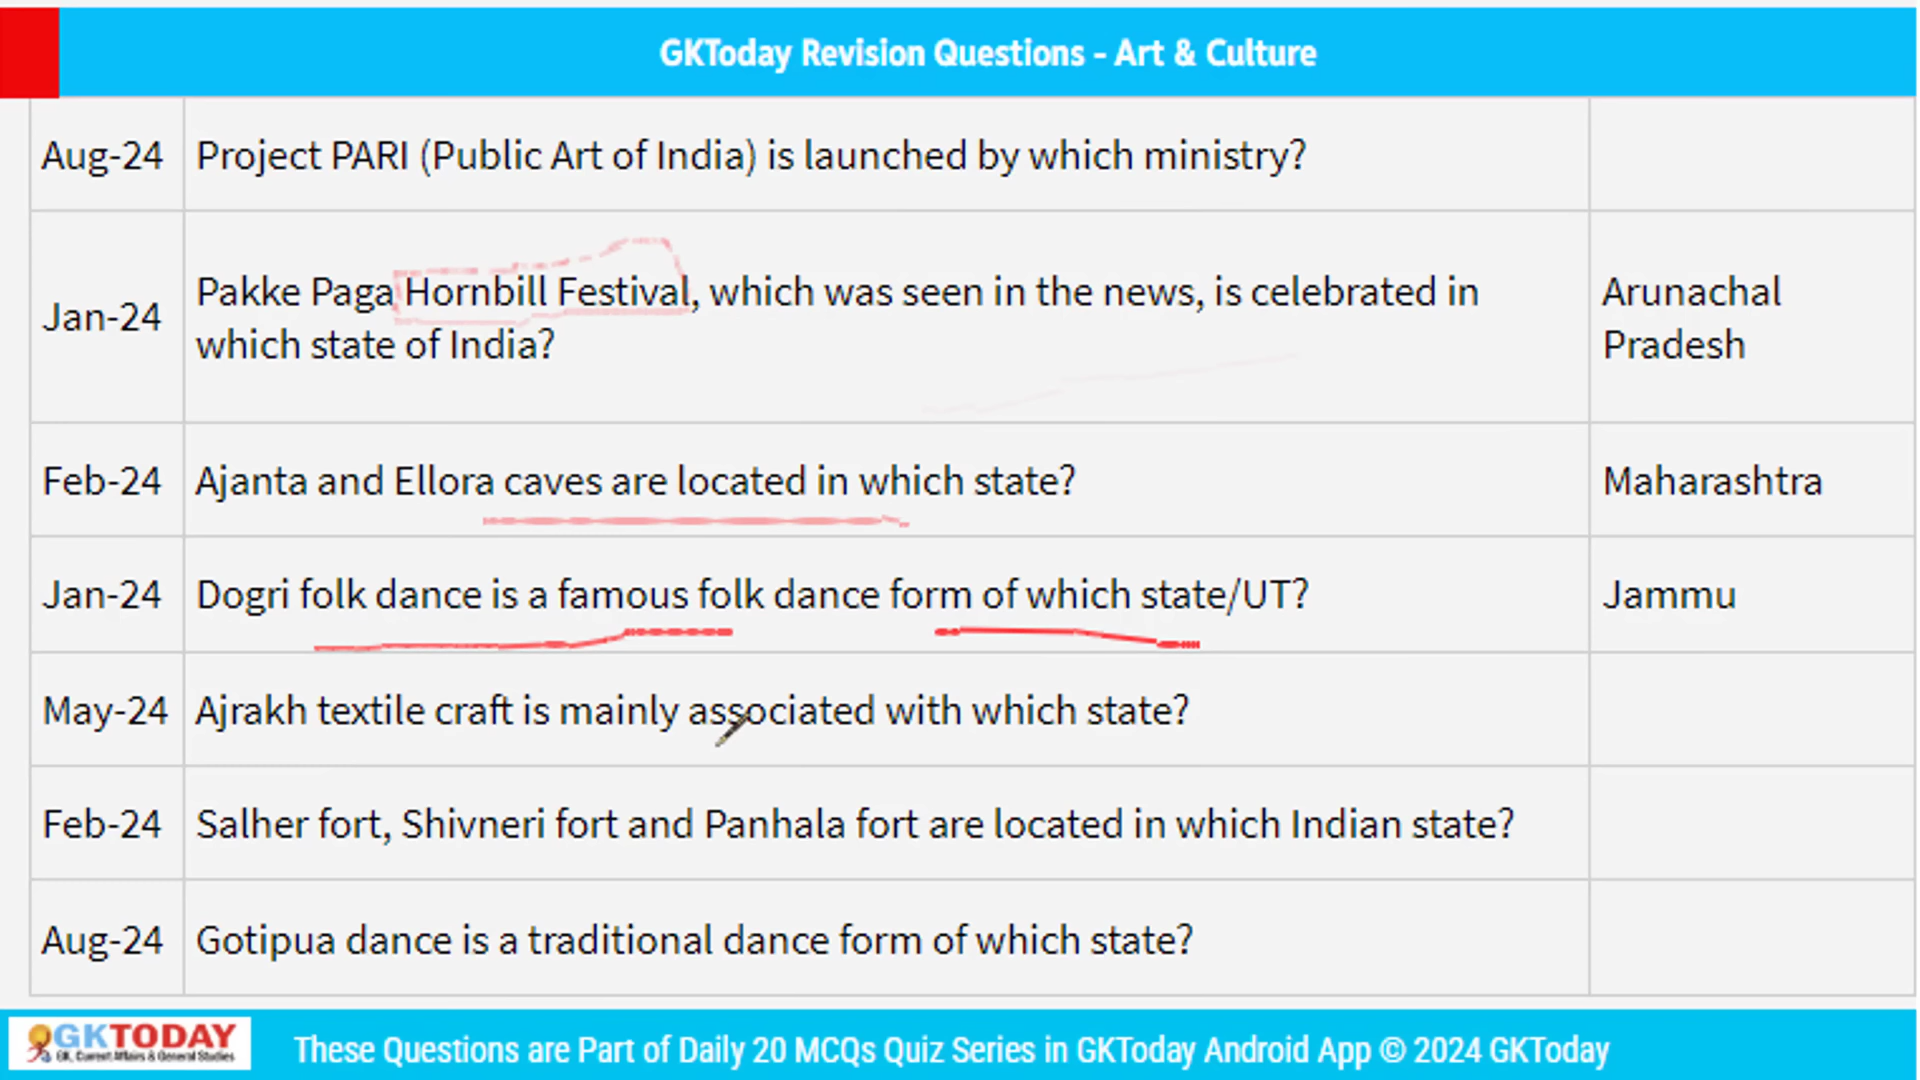 GKToday Revision Questions - Art & Culture
Aug-24 Project PARI (Public Art of India) is launched by which ministry?
Jan-24 Pakke Paga Hornbill Festival, which was seen in the news, is celebrated in
which state of India?
Arunachal
Pradesh
Feb-24 Ajanta and Ellora caves are located in which state? Maharashtra
Jan-24 Dogri folk dance is a famous folk dance form of which state/UT? Jammu
May-24 Ajrakh textile craft is mainly associated with which state?
Feb-24 Salher fort, Shivneri fort and Panhala fort are located in which Indian state?
Aug-24 Gotipua dance is a traditional dance form of which state?
GKTODAY
GK, Current Affairs & General Studies
These Questions are Part of Daily 20 MCQs Quiz Series in GKToday Android App © 2024 GKToday